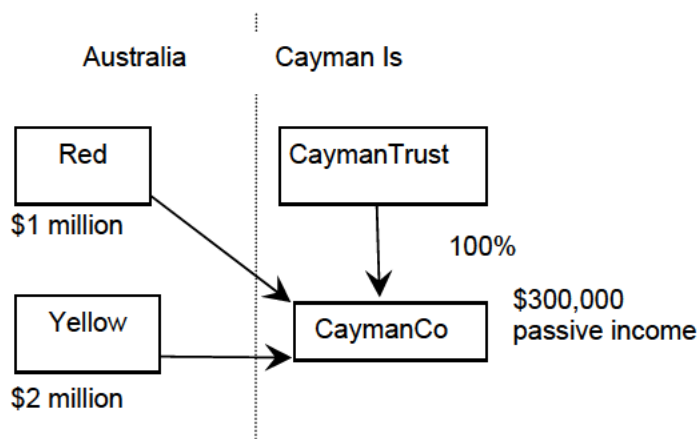 Australia
Cayman Is
Red
CaymanTrust
$1 million
100%
Yellow
CaymanCo
$300,000
passive income
$2 million